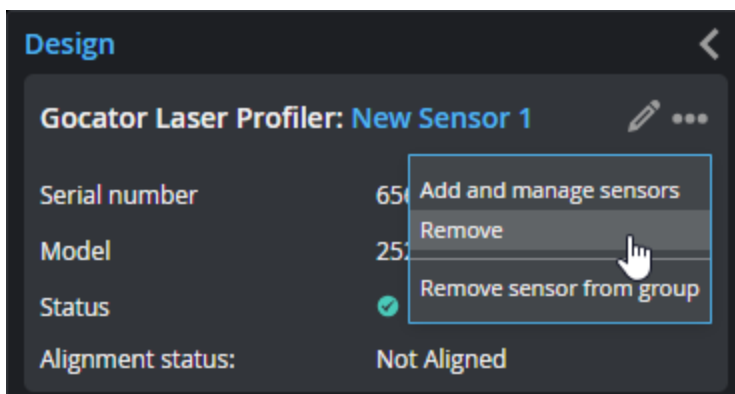 Design
Gocator Laser Profiler: New Sensor 1
Serial number
Add and manage sensors
Model
Remove
Status
Remove sensor from group
Alignment status: Not Aligned